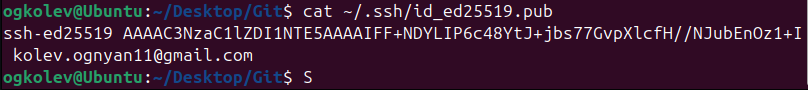 ogkolev@Ubuntu:~/Desktop/Git$ cat ~/.ssh/id_ed25519.pub
ssh-ed25519 AAAAC3NzaC1lZDI1NTE5AAAAIFF+NDYLIP6c48YtJ+jbs77GvpXlcfH//NJubEnOz1+I
kolev.ognyan11@gmail.com
ogkolev@Ubuntu:~/Desktop/Git$ S